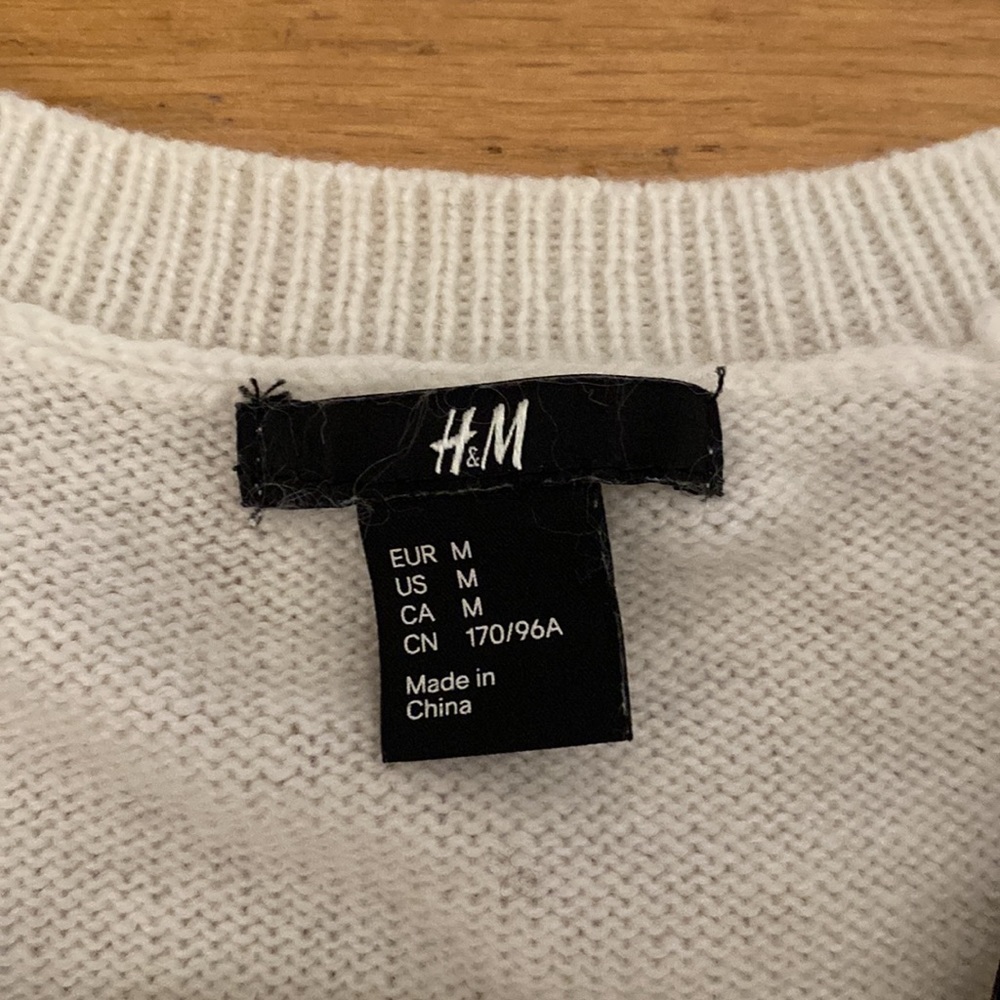 H&M
EUR M
US M
CA M
CN 170/96A
Made in
China